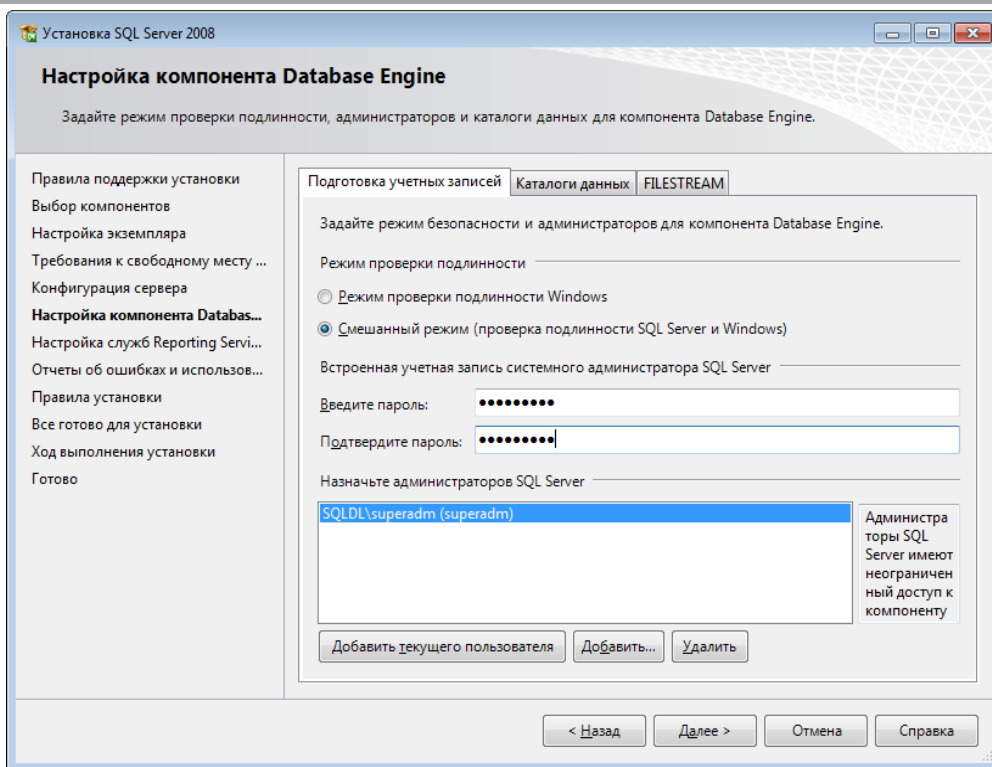 Установка SQL Server 2008
Настройка компонента Database Engine
Задайте режим проверки подлинности, администраторов и каталоги данных для компонента Database Engine.
Правила поддержки установки
Выбор компонентов
Настройка экземпляра
Требования к свободному месту ...
Конфигурация сервера
Настройка компонента Databas...
Настройка служб Reporting Servi...
Отчеты об ошибках и использов...
Правила установки
Все готово для установки
Ход выполнения установки
Готово
Подготовка учетных записей Каталоги данных FILESTREAM
Задайте режим безопасности и администраторов для компонента Database Engine.
Режим проверки подлинности
Режим проверки подлинности Windows
Смешанный режим (проверка подлинности SQL Server и Windows)
Встроенная учетная запись системного администратора SQL Server
Введите пароль: ●●●●●●●●●
Подтвердите пароль: ●●●●●●●●●
Назначьте администраторов SQL Server
SQLDL\superadm (superadm)
Администра
торы SQL
Server имеют
неограничен
ный доступ к
компоненту
Добавить текущего пользователя Добавить... Удалить
< Назад Далее > Отмена Справка